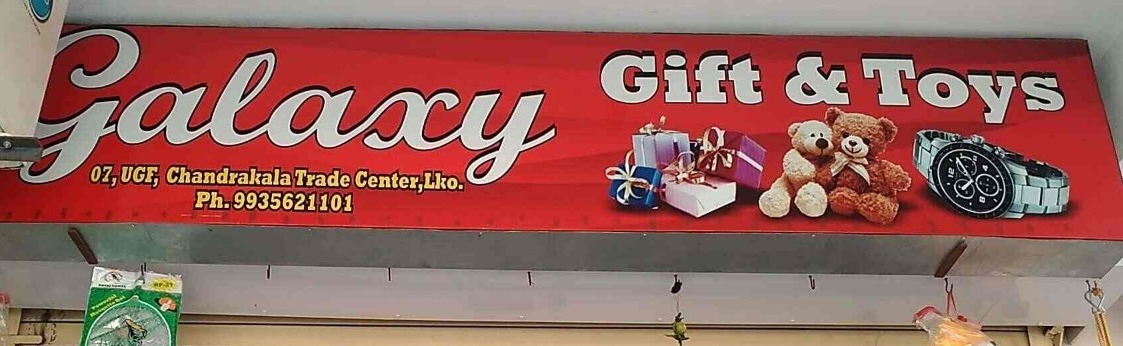 Galaxy
Gift & Toys
07, UGF, Chandrakala Trade Center,Lko.
Ph. 9935621101